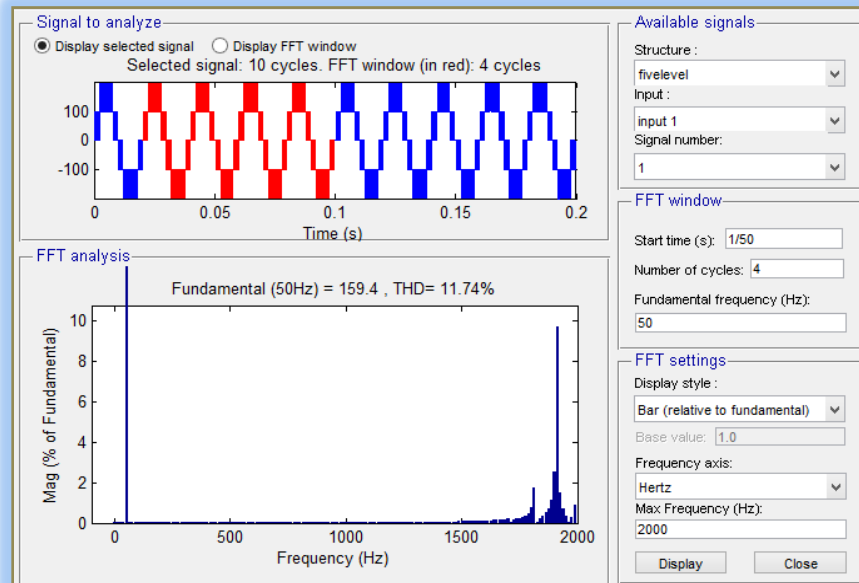 Signal to analyze
Display selected signal
Display FFT window
Selected signal: 10 cycles. FFT window (in red): 4 cycles
100
0
-100
0
0.05
0.1
0.15
0.2
Time (s)
FFT analysis
Fundamental (50Hz) = 159.4 , THD= 11.74%
Mag (% of Fundamental)
10
8
6
4
2
0
0
500
1000
1500
2000
Frequency (Hz)
Available signals
Structure :
fivelevel
Input :
input 1
Signal number:
1
FFT window
Start time (s): 1/50
Number of cycles: 4
Fundamental frequency (Hz):
50
FFT settings
Display style :
Bar (relative to fundamental)
Base value: 1.0
Frequency axis:
Hertz
Max Frequency (Hz):
2000
Display
Close